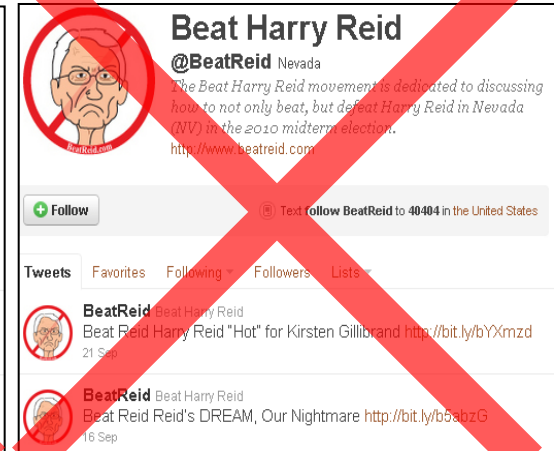 Beat Harry Reid
@BeatReid Nevada
The Beat Harry Reid movement is dedicated to discussing
how to not only beat, but defeat Harry Reid in Nevada
(NV) in the 2010 midterm election.
http://www.beatreid.com
BeatReid.com
Follow
Text follow BeatReid to 40404 in the United States
Tweets Favorites Following Followers Lists
BeatReid Beat Harry Reid
Beat Reid Harry Reid "Hot" for Kirsten Gillibrand http://bit.ly/bYXmzd
21 Sep
BeatReid Beat Harry Reid
Beat Reid Reid's DREAM, Our Nightmare http://bit.ly/b5abzG
16 Sep